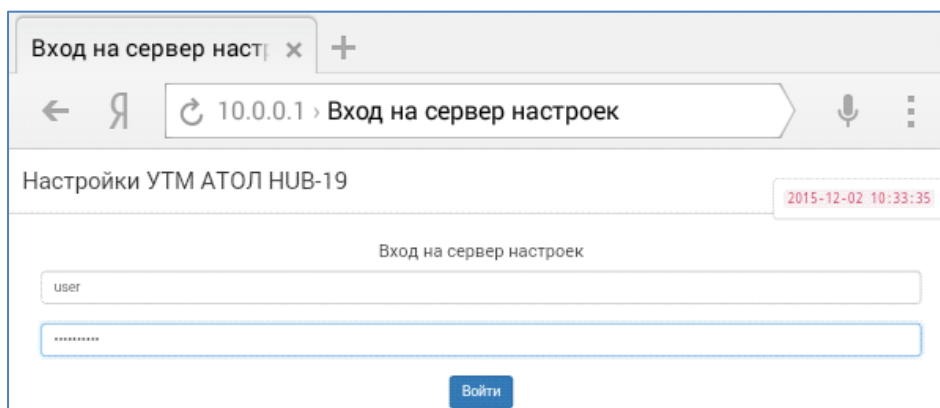 Вход на сервер наст
10.0.0.1 › Вход на сервер настроек
Настройки УТМ АТОЛ HUB-19
2015-12-02 10:33:35
Вход на сервер настроек
user
••••••••••
Войти